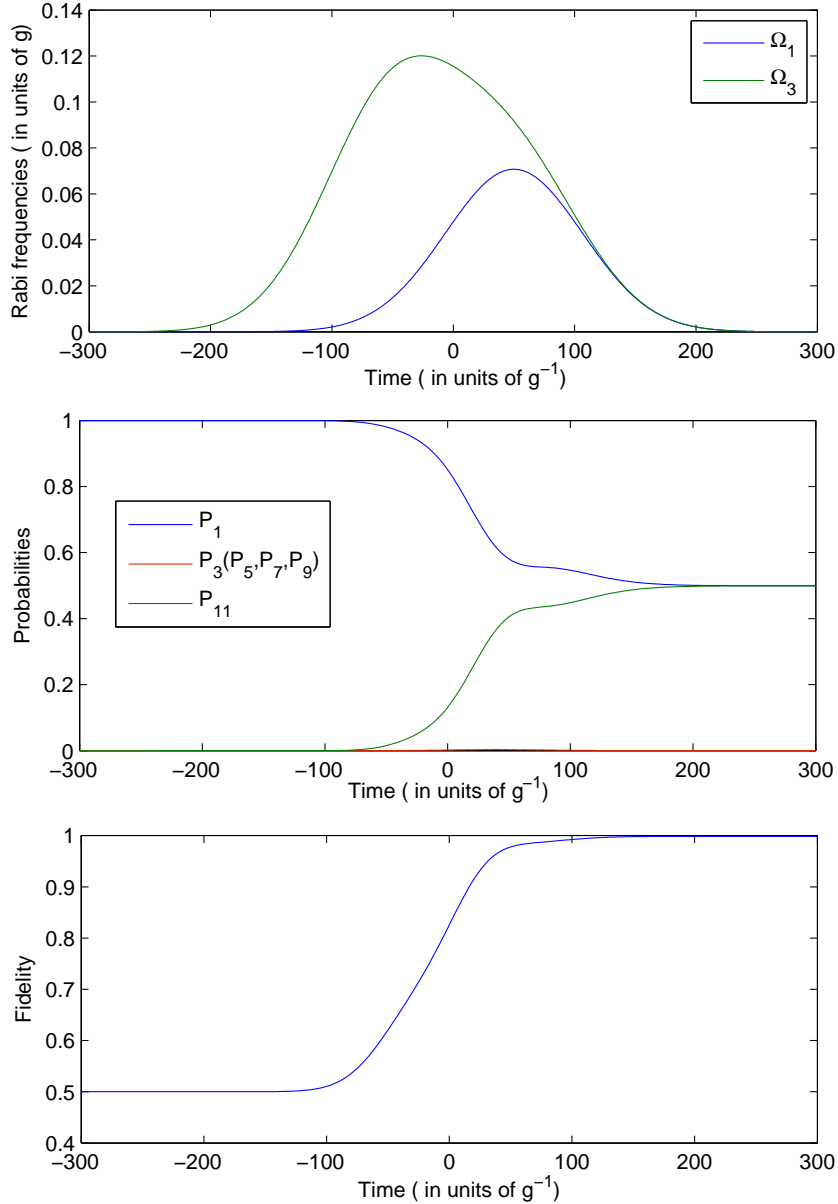 0.14
0.12
0.1
0.08
0.06
0.04
0.02
0
Rabi frequencies ( in units of g)
Ω1
Ω3
−300 −200 −100 0 100 200 300
Time ( in units of g−1)
1
0.8
0.6
0.4
0.2
0
Probabilities
P1
P3(P5,P7,P9)
P11
−300 −200 −100 0 100 200 300
Time ( in units of g−1)
1
0.9
0.8
0.7
0.6
0.5
0.4
Fidelity
−300 −200 −100 0 100 200 300
Time ( in units of g−1)